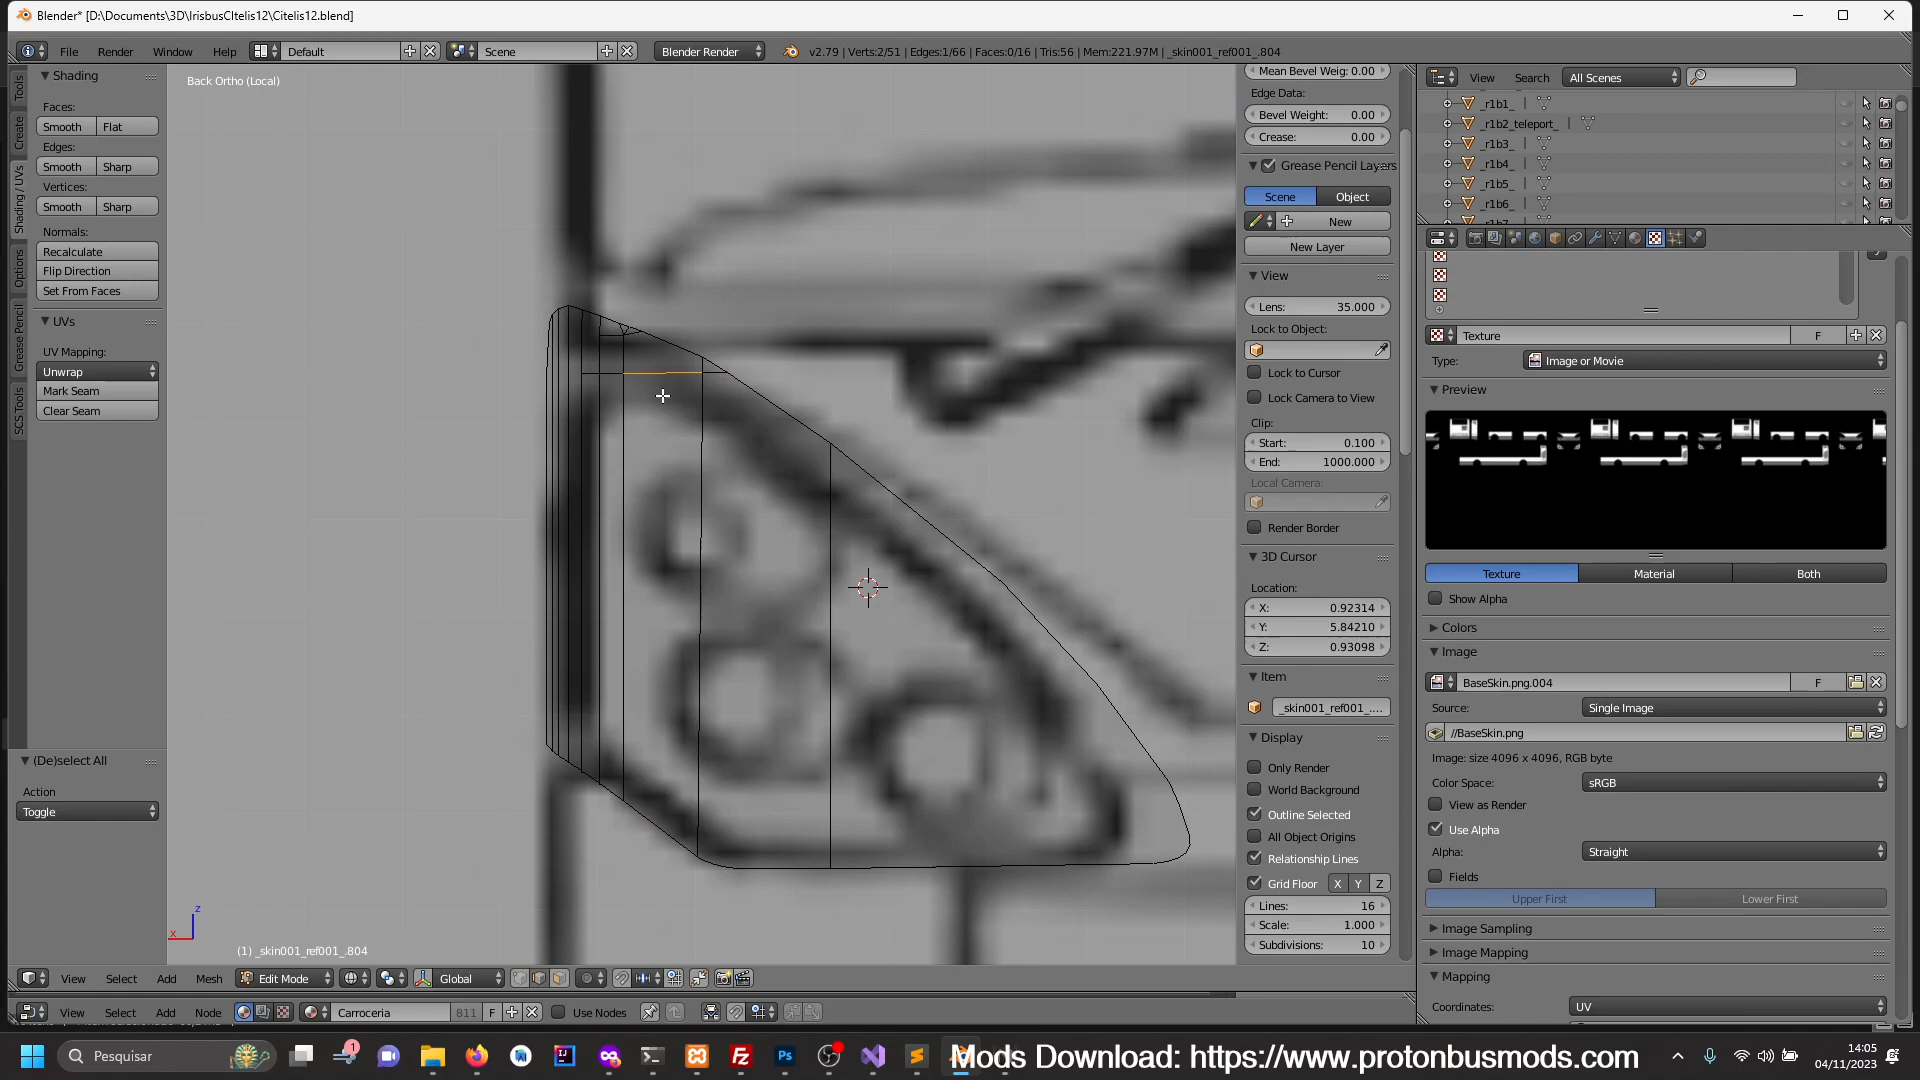 Blender* [D:\Documents\3D\IrisbusCItelis12\Citelis12.blend]
File Render Window Help Default Scene Blender Render v2.79 | Verts:2/51 | Edges:1/66 | Faces:0/16 | Tris:56 | Mem:221.97M | _skin001_ref001_.804
Tools
Create
Shading / UVs
Options
Grease Pencil
SCS Tools
Shading
Faces:
Smooth Flat
Edges:
Smooth Sharp
Vertices:
Smooth Sharp
Normals:
Recalculate
Flip Direction
Set From Faces
UVs
UV Mapping:
Unwrap
Mark Seam
Clear Seam
(De)select All
Action
Toggle
Back Ortho (Local)
z
x
(1) _skin001_ref001_.804
Mean Bevel Weig: 0.00
Edge Data:
Bevel Weight: 0.00
Crease: 0.00
Grease Pencil Layers
Scene Object
New
New Layer
View
Lens: 35.000
Lock to Object:
Lock to Cursor
Lock Camera to View
Clip:
Start: 0.100
End: 1000.000
Local Camera:
Render Border
3D Cursor
Location:
X: 0.92314
Y: 5.84210
Z: 0.93098
Item
_skin001_ref001_....
Display
Only Render
World Background
Outline Selected
All Object Origins
Relationship Lines
Grid Floor X Y Z
Lines: 16
Scale: 1.000
Subdivisions: 10
View Search All Scenes
_r1b1_
_r1b2_teleport_
_r1b3_
_r1b4_
_r1b5_
_r1b6_
Texture F
Type: Image or Movie
Preview
Texture Material Both
Show Alpha
Colors
Image
BaseSkin.png.004 F
Source: Single Image
//BaseSkin.png
Image: size 4096 x 4096, RGB byte
Color Space: sRGB
View as Render
Use Alpha
Alpha: Straight
Fields
Upper First Lower First
Image Sampling
Image Mapping
Mapping
Coordinates: UV
View Select Add Mesh Edit Mode Global
View Select Add Node Carroceria 811 F Use Nodes
Pesquisar
1
Mods Download: https://www.protonbusmods.com
14:05
04/11/2023